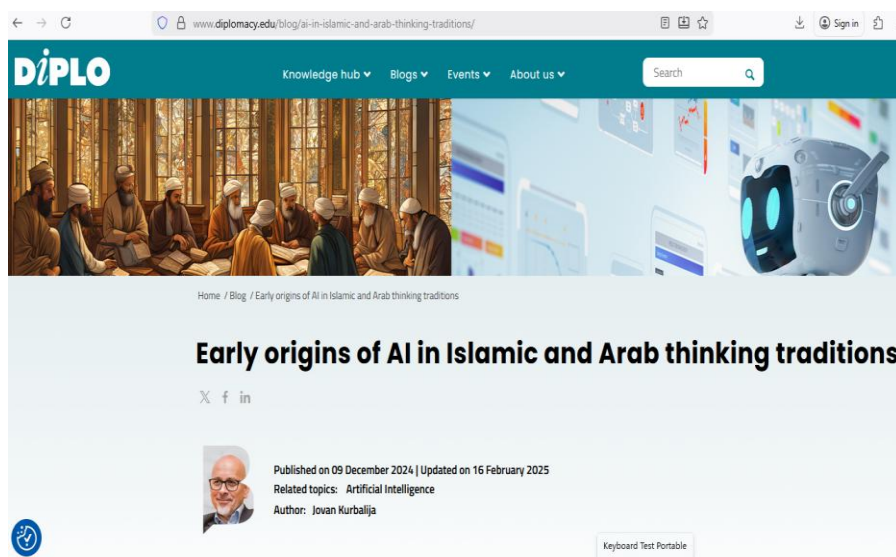 www.diplomacy.edu/blog/ai-in-islamic-and-arab-thinking-traditions/
Sign in
DiPLO
Knowledge hub
Blogs
Events
About us
Search
Home / Blog / Early origins of AI in Islamic and Arab thinking traditions
Early origins of AI in Islamic and Arab thinking traditions
Published on 09 December 2024 | Updated on 16 February 2025
Related topics: Artificial Intelligence
Author: Jovan Kurbalija
Keyboard Test Portable